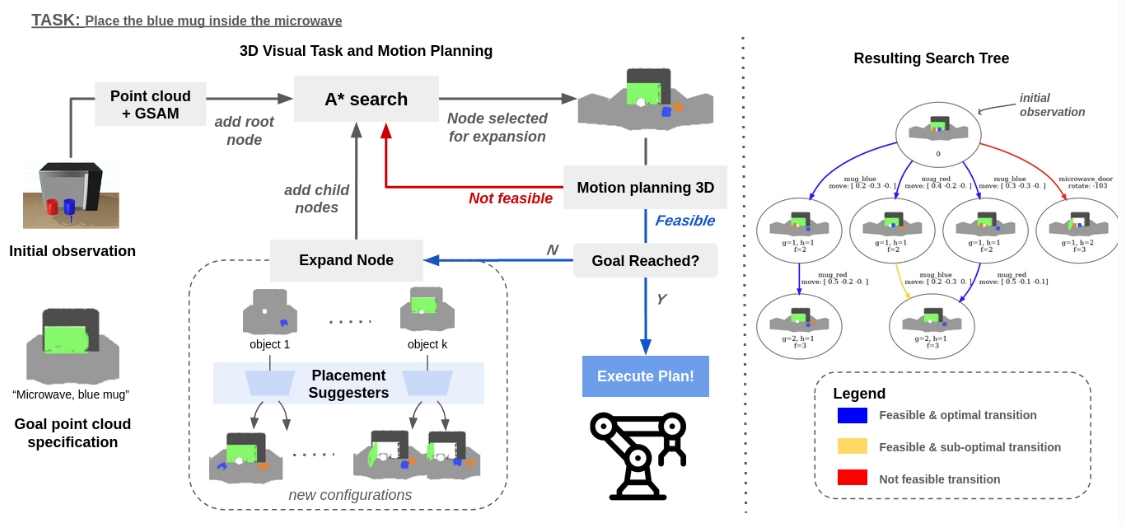 TASK: Place the blue mug inside the microwave
3D Visual Task and Motion Planning
Point cloud
+ GSAM
add root
node
A* search
Node selected
for expansion
Initial observation
add child
nodes
Not feasible
Motion planning 3D
Feasible
Expand Node
N
Goal Reached?
Y
object 1
object k
Placement
Suggesters
new configurations
Execute Plan!
"Microwave, blue mug"
Goal point cloud
specification
Resulting Search Tree
initial
observation
0
mug_blue
move: [ 0.2 -0.3 -0. ]
mug_red
move: [ 0.4 -0.2 -0. ]
mug_blue
move: [ 0.3 -0.3 -0. ]
microwave_door
rotate: -103
g=1, h=1
f=2
g=1, h=1
f=2
g=1, h=1
f=2
g=1, h=2
f=3
mug_red
move: [ 0.5 -0.2 -0. ]
mug_blue
move: [ 0.2 -0.3 0. ]
mug_red
move: [ 0.5 -0.1 -0.1]
g=2, h=1
f=3
g=2, h=1
f=3
Legend
Feasible & optimal transition
Feasible & sub-optimal transition
Not feasible transition